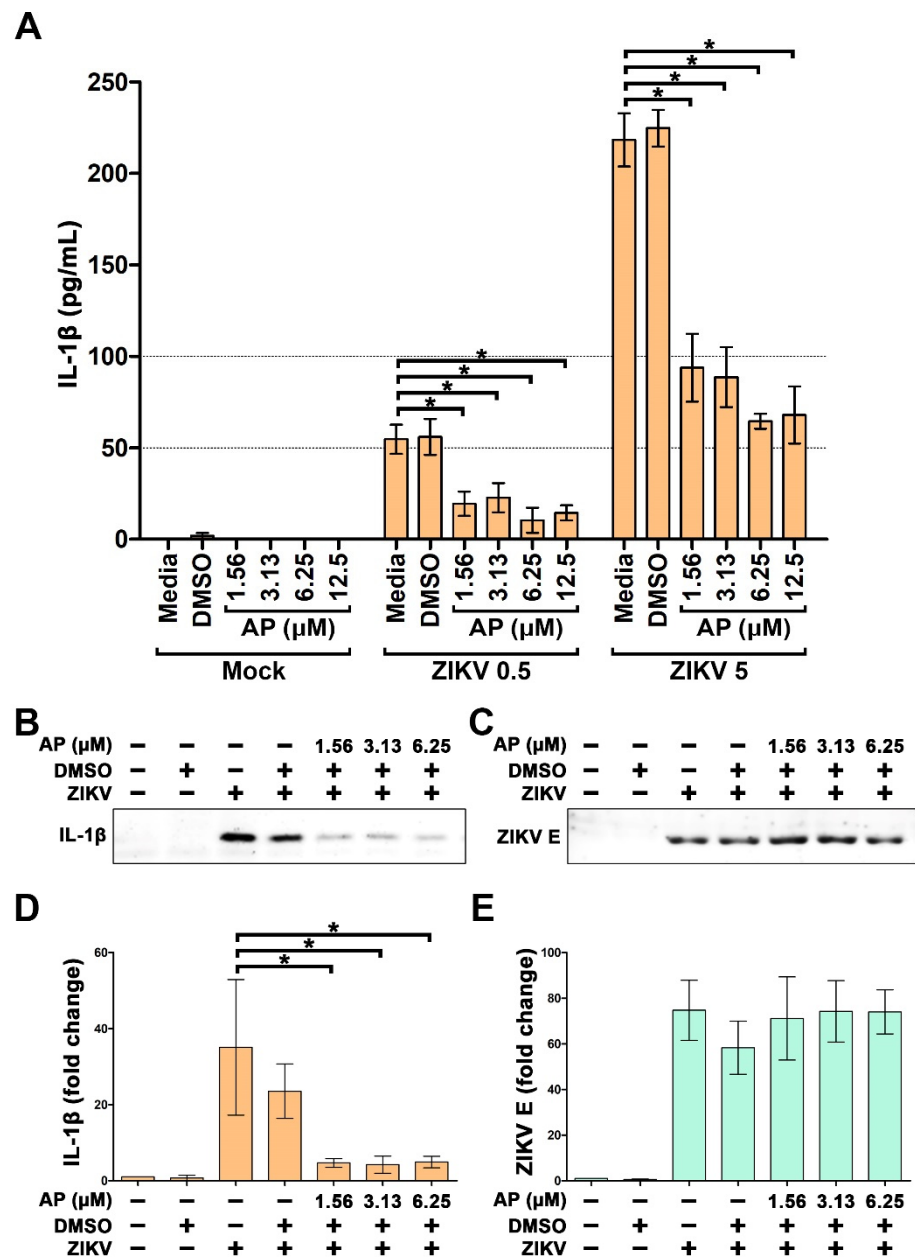 A
* * * *
250
200
150
100
50
0
IL-1β (pg/mL)
* * * *
Media DMSO 1.56 3.13 6.25 12.5 Media DMSO 1.56 3.13 6.25 12.5 Media DMSO 1.56 3.13 6.25 12.5
AP (μM) AP (μM) AP (μM)
Mock ZIKV 0.5 ZIKV 5
B
AP (μM) – – – – 1.56 3.13 6.25
DMSO – + – + + + +
ZIKV – – + + + + +
IL-1β
C
AP (μM) – – – – 1.56 3.13 6.25
DMSO – + – + + + +
ZIKV – – + + + + +
ZIKV E
D
* * *
60
40
20
0
IL-1β (fold change)
AP (μM) – – – – 1.56 3.13 6.25
DMSO – + – + + + +
ZIKV – – + + + + +
E
100
80
60
40
20
0
ZIKV E (fold change)
AP (μM) – – – – 1.56 3.13 6.25
DMSO – + – + + + +
ZIKV – – + + + + +